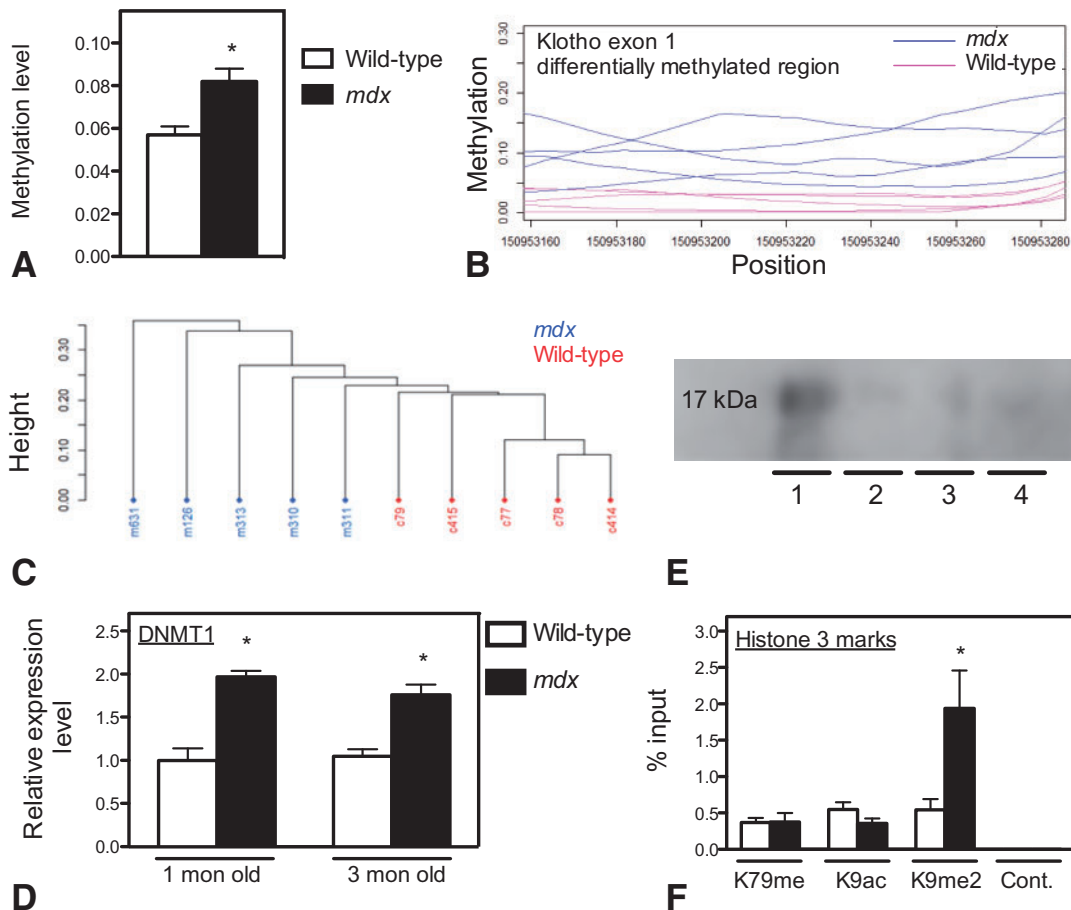 Methylation level
0.10
0.08
0.06
0.04
0.02
0.00
*
Wild-type
mdx
A
Methylation
0.30
0.20
0.10
0.00
Klotho exon 1
differentially methylated region
mdx
Wild-type
150953160 150953180 150953200 150953220 150953240 150953260 150953280
Position
B
Height
0.30
0.20
0.10
0.00
mdx
Wild-type
m631 m126 m313 m310 m311 c79 c415 c77 c78 c414
C
17 kDa
1 2 3 4
E
Relative expression
level
2.5
2.0
1.5
1.0
0.5
0.0
DNMT1
* *
Wild-type
mdx
1 mon old 3 mon old
D
% input
3.0
2.5
2.0
1.5
1.0
0.5
0.0
Histone 3 marks
*
K79me K9ac K9me2 Cont.
F